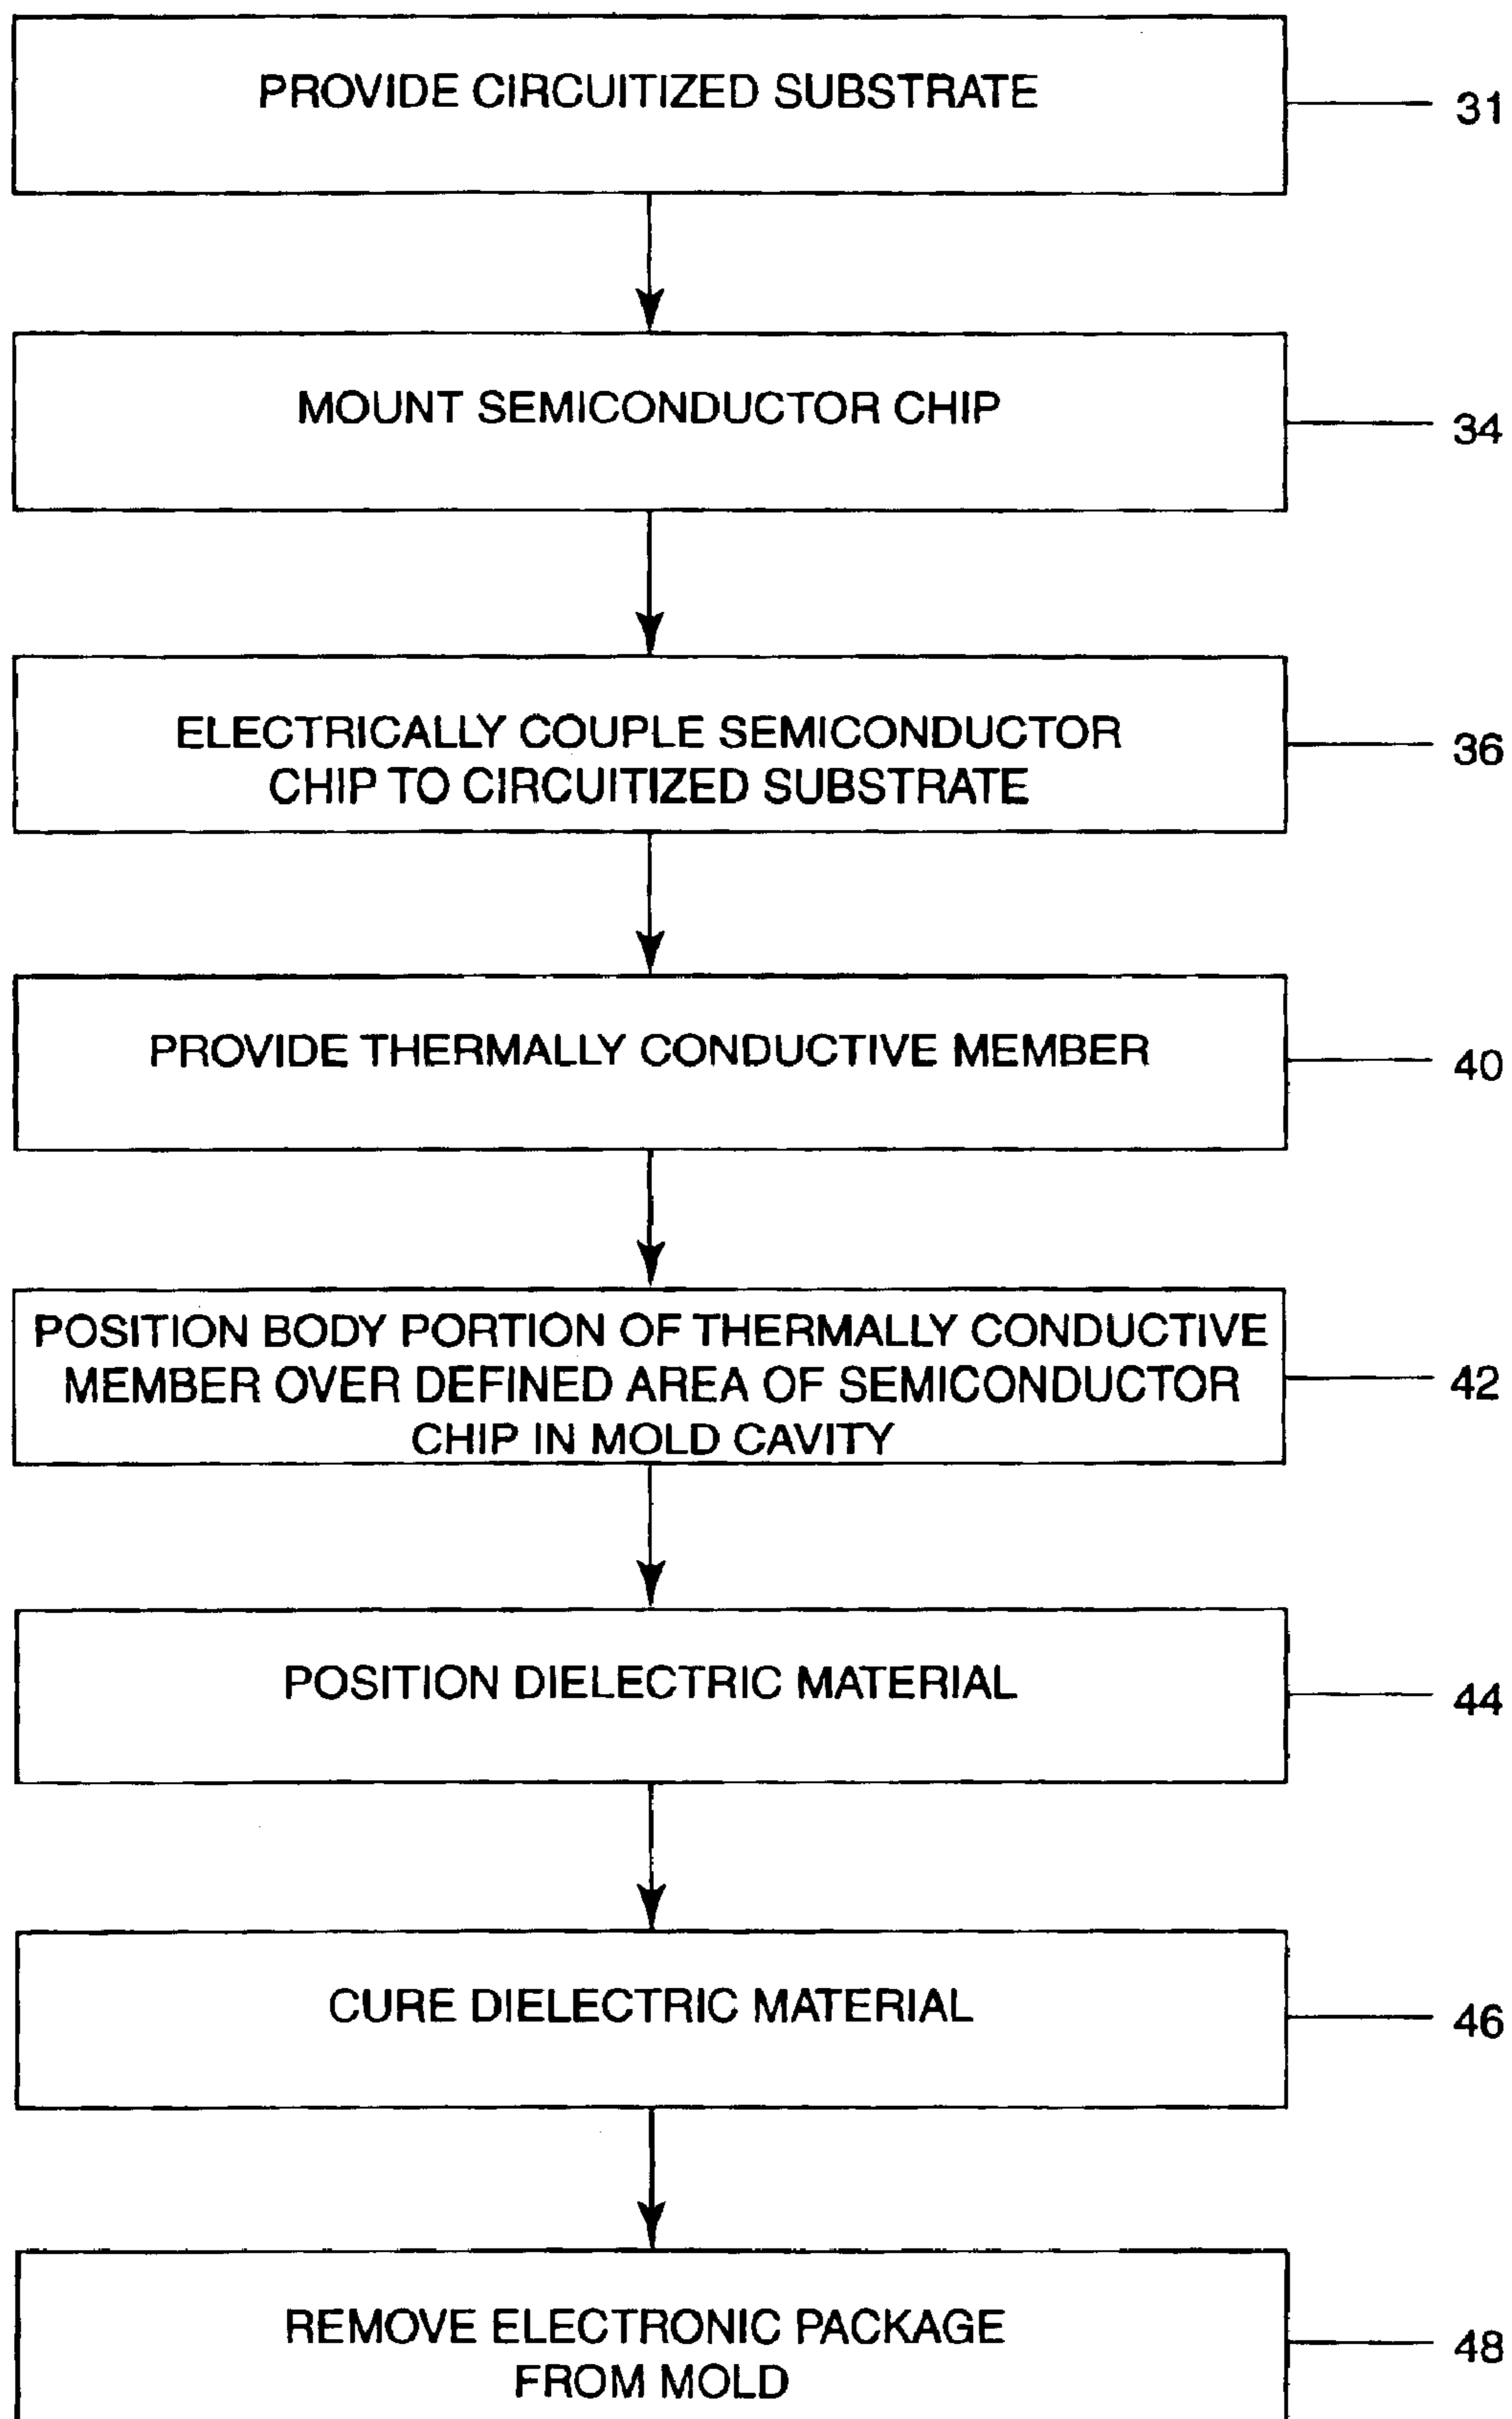 PROVIDE CIRCUITIZED SUBSTRATE
31
MOUNT SEMICONDUCTOR CHIP
34
ELECTRICALLY COUPLE SEMICONDUCTOR
CHIP TO CIRCUITIZED SUBSTRATE
36
PROVIDE THERMALLY CONDUCTIVE MEMBER
40
POSITION BODY PORTION OF THERMALLY CONDUCTIVE
MEMBER OVER DEFINED AREA OF SEMICONDUCTOR
CHIP IN MOLD CAVITY
42
POSITION DIELECTRIC MATERIAL
44
CURE DIELECTRIC MATERIAL
46
REMOVE ELECTRONIC PACKAGE
FROM MOLD
48